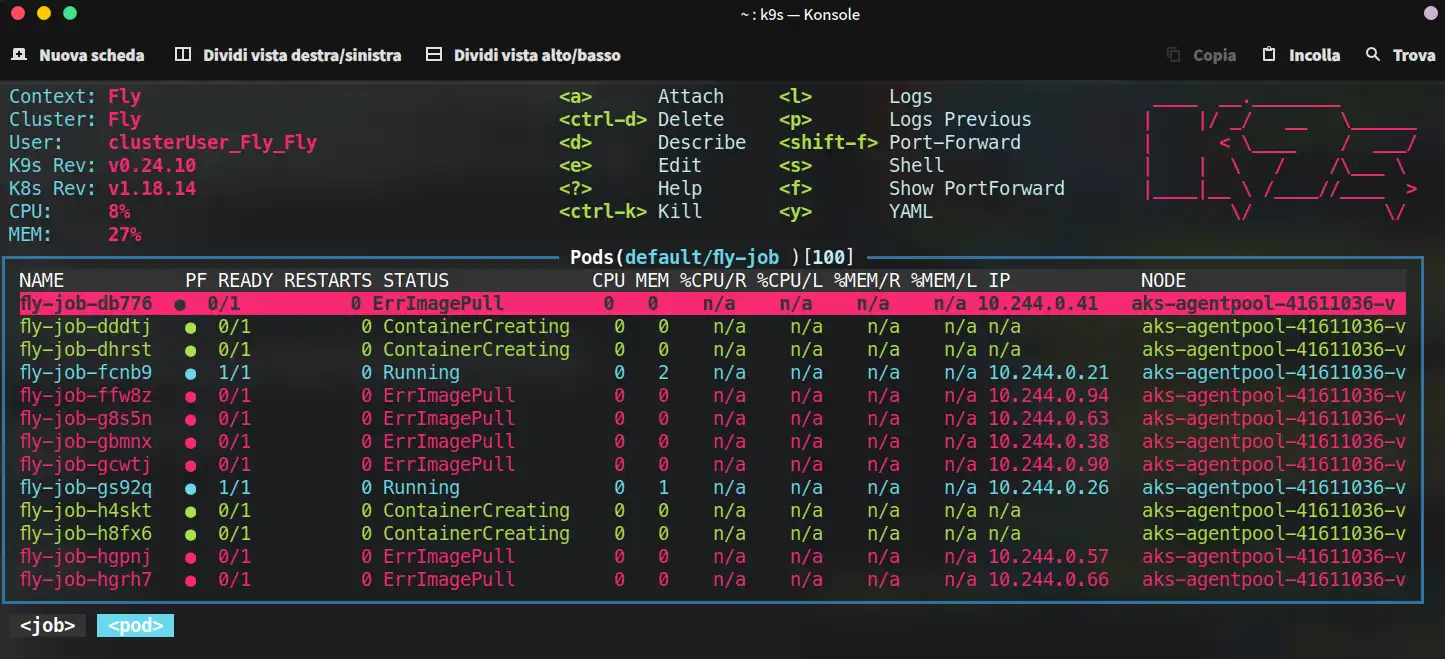 ~ : k9s — Konsole
Nuova scheda Dividi vista destra/sinistra Dividi vista alto/basso Copia Incolla Trova
Context: Fly <a> Attach <l> Logs
Cluster: Fly <ctrl-d> Delete <p> Logs Previous
User: clusterUser_Fly_Fly <d> Describe <shift-f> Port-Forward
K9s Rev: v0.24.10 <e> Edit <s> Shell
K8s Rev: v1.18.14 <?> Help <f> Show PortForward
CPU: 8% <ctrl-k> Kill <y> YAML
MEM: 27%
Pods(default/fly-job )[100]
NAME PF READY RESTARTS STATUS CPU MEM %CPU/R %CPU/L %MEM/R %MEM/L IP NODE
fly-job-db776 ● 0/1 0 ErrImagePull 0 0 n/a n/a n/a n/a 10.244.0.41 aks-agentpool-41611036-v
fly-job-dddtj ● 0/1 0 ContainerCreating 0 0 n/a n/a n/a n/a n/a aks-agentpool-41611036-v
fly-job-dhrst ● 0/1 0 ContainerCreating 0 0 n/a n/a n/a n/a n/a aks-agentpool-41611036-v
fly-job-fcnb9 ● 1/1 0 Running 0 2 n/a n/a n/a n/a 10.244.0.21 aks-agentpool-41611036-v
fly-job-ffw8z ● 0/1 0 ErrImagePull 0 0 n/a n/a n/a n/a 10.244.0.94 aks-agentpool-41611036-v
fly-job-g8s5n ● 0/1 0 ErrImagePull 0 0 n/a n/a n/a n/a 10.244.0.63 aks-agentpool-41611036-v
fly-job-gbmnx ● 0/1 0 ErrImagePull 0 0 n/a n/a n/a n/a 10.244.0.38 aks-agentpool-41611036-v
fly-job-gcwtj ● 0/1 0 ErrImagePull 0 0 n/a n/a n/a n/a 10.244.0.90 aks-agentpool-41611036-v
fly-job-gs92q ● 1/1 0 Running 0 1 n/a n/a n/a n/a 10.244.0.26 aks-agentpool-41611036-v
fly-job-h4skt ● 0/1 0 ContainerCreating 0 0 n/a n/a n/a n/a n/a aks-agentpool-41611036-v
fly-job-h8fx6 ● 0/1 0 ContainerCreating 0 0 n/a n/a n/a n/a n/a aks-agentpool-41611036-v
fly-job-hgpnj ● 0/1 0 ErrImagePull 0 0 n/a n/a n/a n/a 10.244.0.57 aks-agentpool-41611036-v
fly-job-hgrh7 ● 0/1 0 ErrImagePull 0 0 n/a n/a n/a n/a 10.244.0.66 aks-agentpool-41611036-v
<job> <pod>